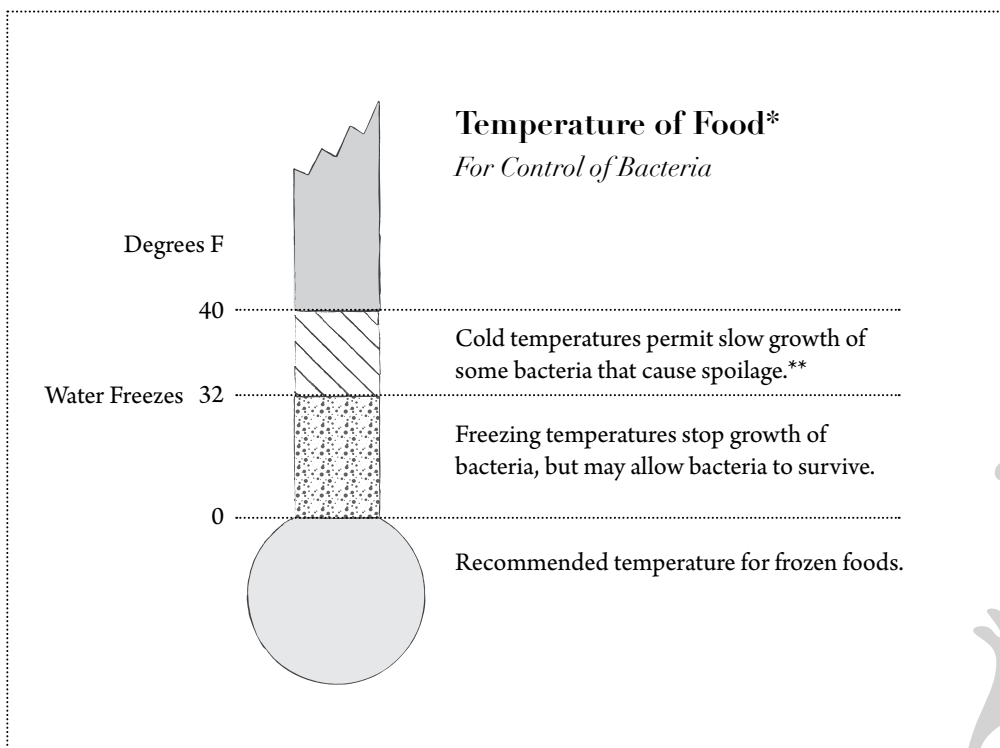 Temperature of Food*
For Control of Bacteria
Degrees F
40
Cold temperatures permit slow growth of
some bacteria that cause spoilage.**
Water Freezes 32
Freezing temperatures stop growth of
bacteria, but may allow bacteria to survive.
0
Recommended temperature for frozen foods.